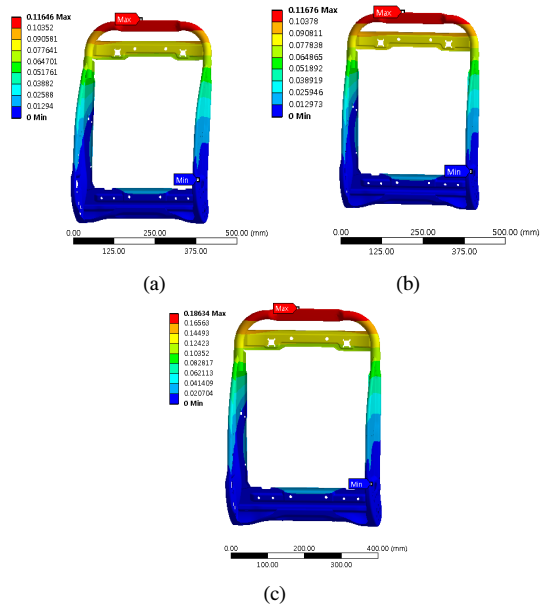 0.11646 Max
0.10352
0.090581
0.077641
0.064701
0.051761
0.03882
0.02588
0.01294
0 Min
Max
Min
0.00 250.00 500.00 (mm)
125.00 375.00
(a)
0.11676 Max
0.10378
0.090811
0.077838
0.064865
0.051892
0.038919
0.025946
0.012973
0 Min
Max
Min
0.00 250.00 500.00 (mm)
125.00 375.00
(b)
0.18634 Max
0.16563
0.14493
0.12423
0.10352
0.082817
0.062113
0.041409
0.020704
0 Min
Max
Min
0.00 200.00 400.00 (mm)
100.00 300.00
(c)